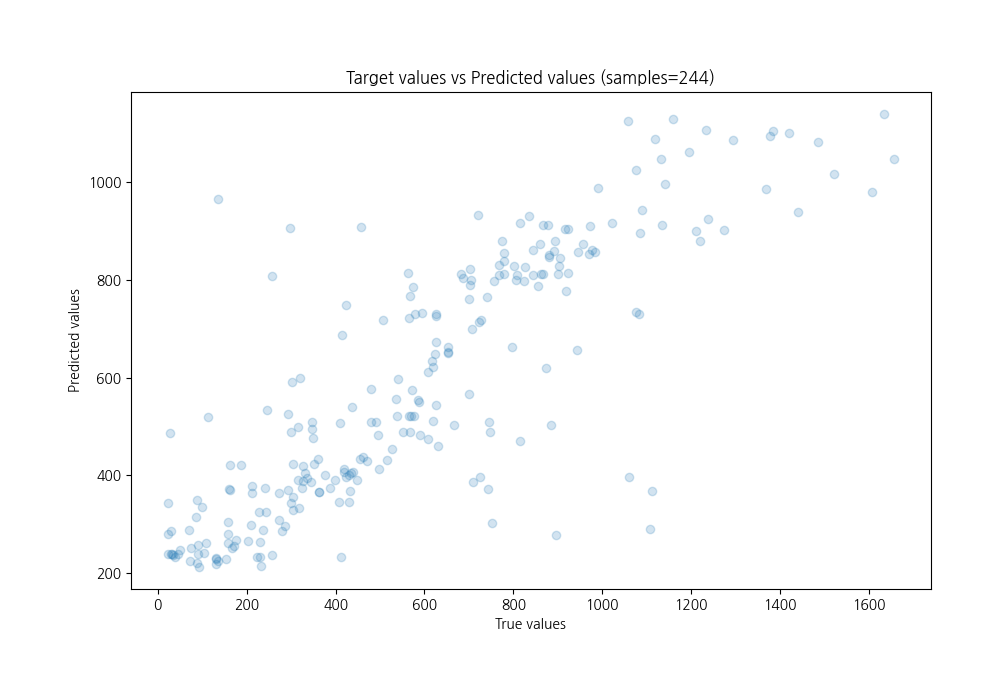 Target values vs Predicted values (samples=244)
1000
800
600
400
200
Predicted values
0 200 400 600 800 1000 1200 1400 1600
True values